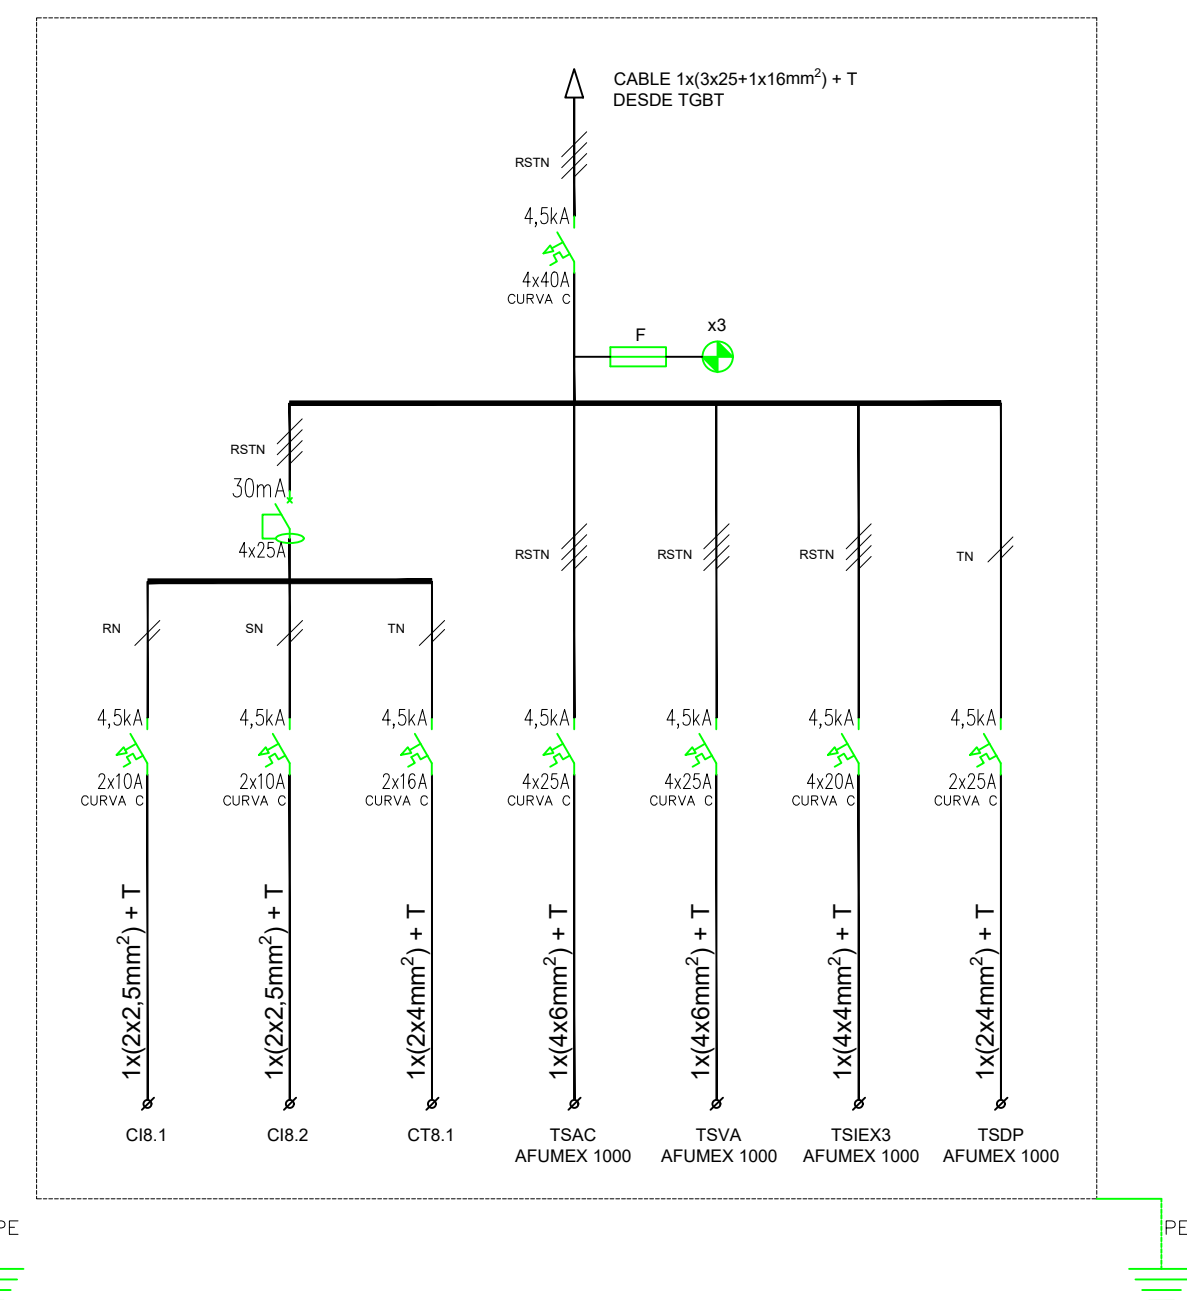 CABLE 1x(3x25+1x16mm²) + T
DESDE TGBT
RSTN
4,5kA
4x40A
CURVA C
F
x3
RSTN
30mA
4x25A
RSTN
RSTN
RSTN
TN
RN
SN
TN
4,5kA
4,5kA
4,5kA
4,5kA
4,5kA
4,5kA
4,5kA
2x10A
2x10A
2x16A
4x25A
4x25A
4x20A
2x25A
CURVA C
CURVA C
CURVA C
CURVA C
CURVA C
CURVA C
CURVA C
1x(2x2,5mm²) + T
1x(2x2,5mm²) + T
1x(2x4mm²) + T
1x(4x6mm²) + T
1x(4x6mm²) + T
1x(4x4mm²) + T
1x(2x4mm²) + T
CI8.1
CI8.2
CT8.1
TSAC
AFUMEX 1000
TSVA
AFUMEX 1000
TSIEX3
AFUMEX 1000
TSDP
AFUMEX 1000
PE
PE